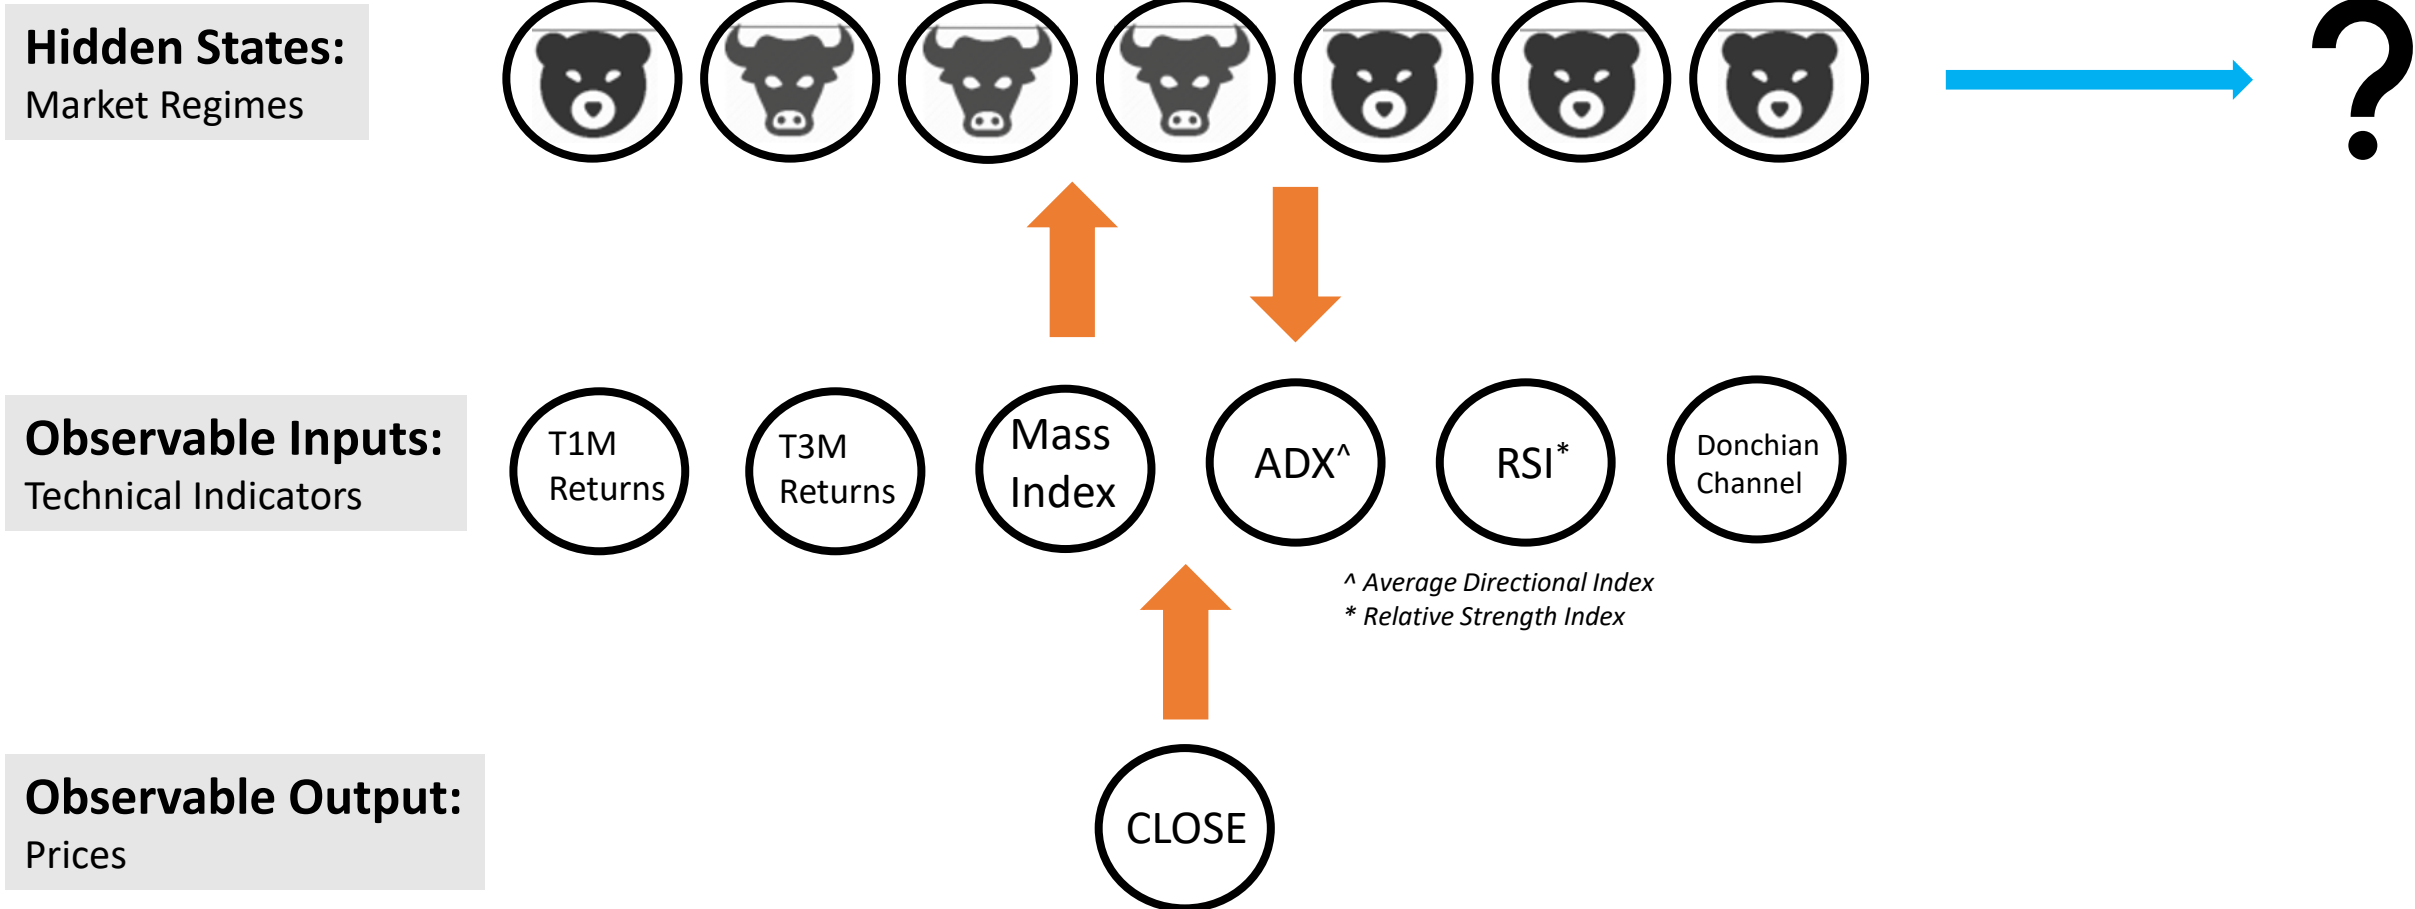 Hidden States:
Market Regimes
?
Observable Inputs:
Technical Indicators
T1M
Returns
T3M
Returns
Mass
Index
ADX^
RSI*
Donchian
Channel
^ Average Directional Index
* Relative Strength Index
Observable Output:
Prices
CLOSE